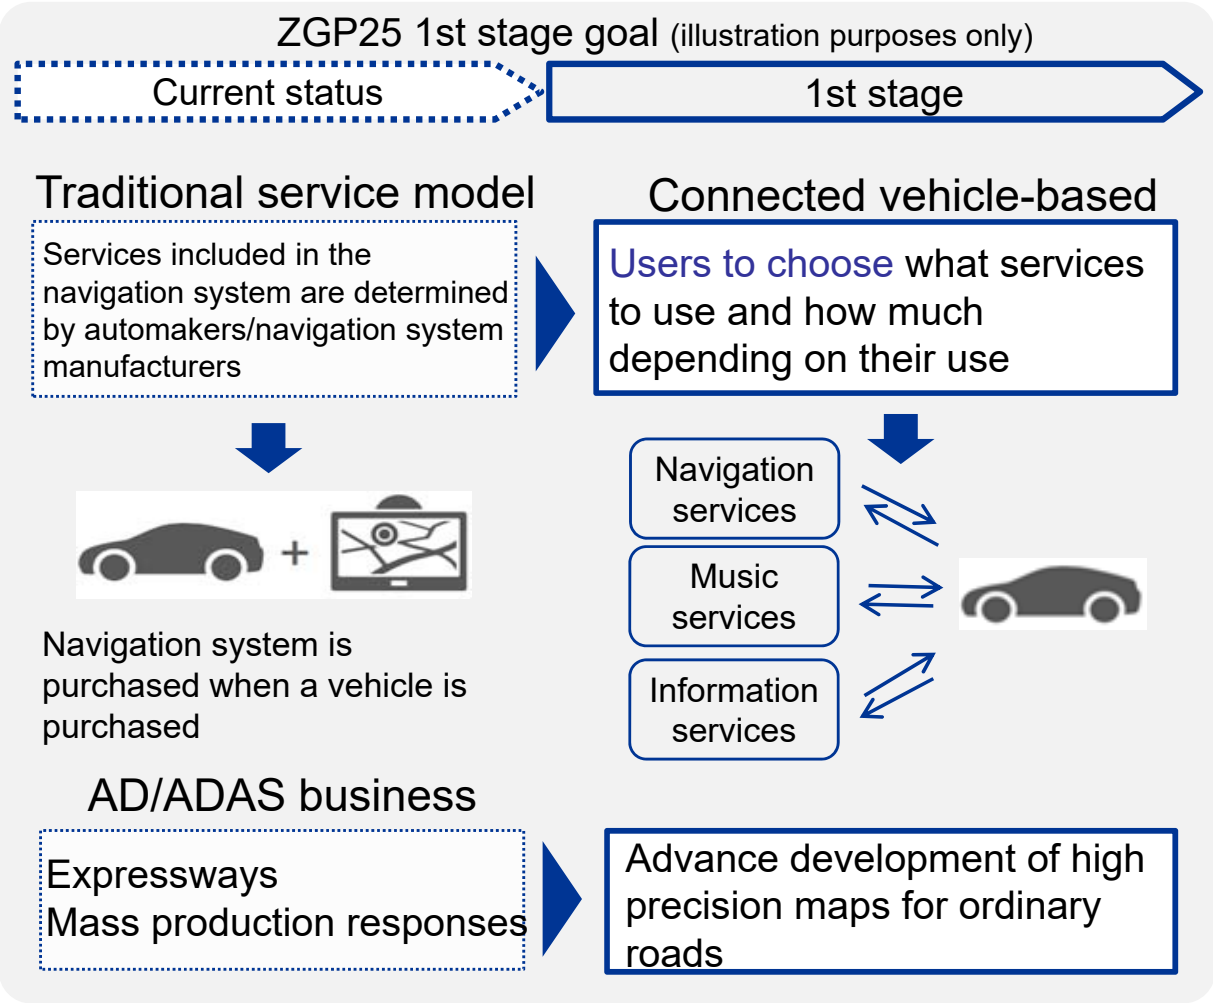 ZGP25 1st stage goal (illustration purposes only)
Current status
1st stage
Traditional service model
Services included in the
navigation system are determined
by automakers/navigation system
manufacturers
Connected vehicle-based
Users to choose what services
to use and how much
depending on their use
+
Navigation system is
purchased when a vehicle is
purchased
Navigation
services
Music
services
Information
services
AD/ADAS business
Expressways
Mass production responses
Advance development of high
precision maps for ordinary
roads